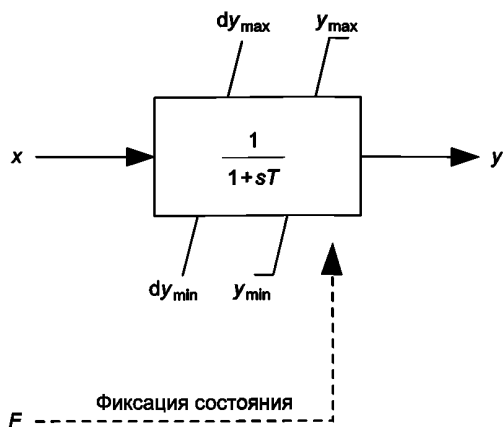 dy_max y_max
x
1
1+sT
y
dy_min y_min
Фиксация состояния
F